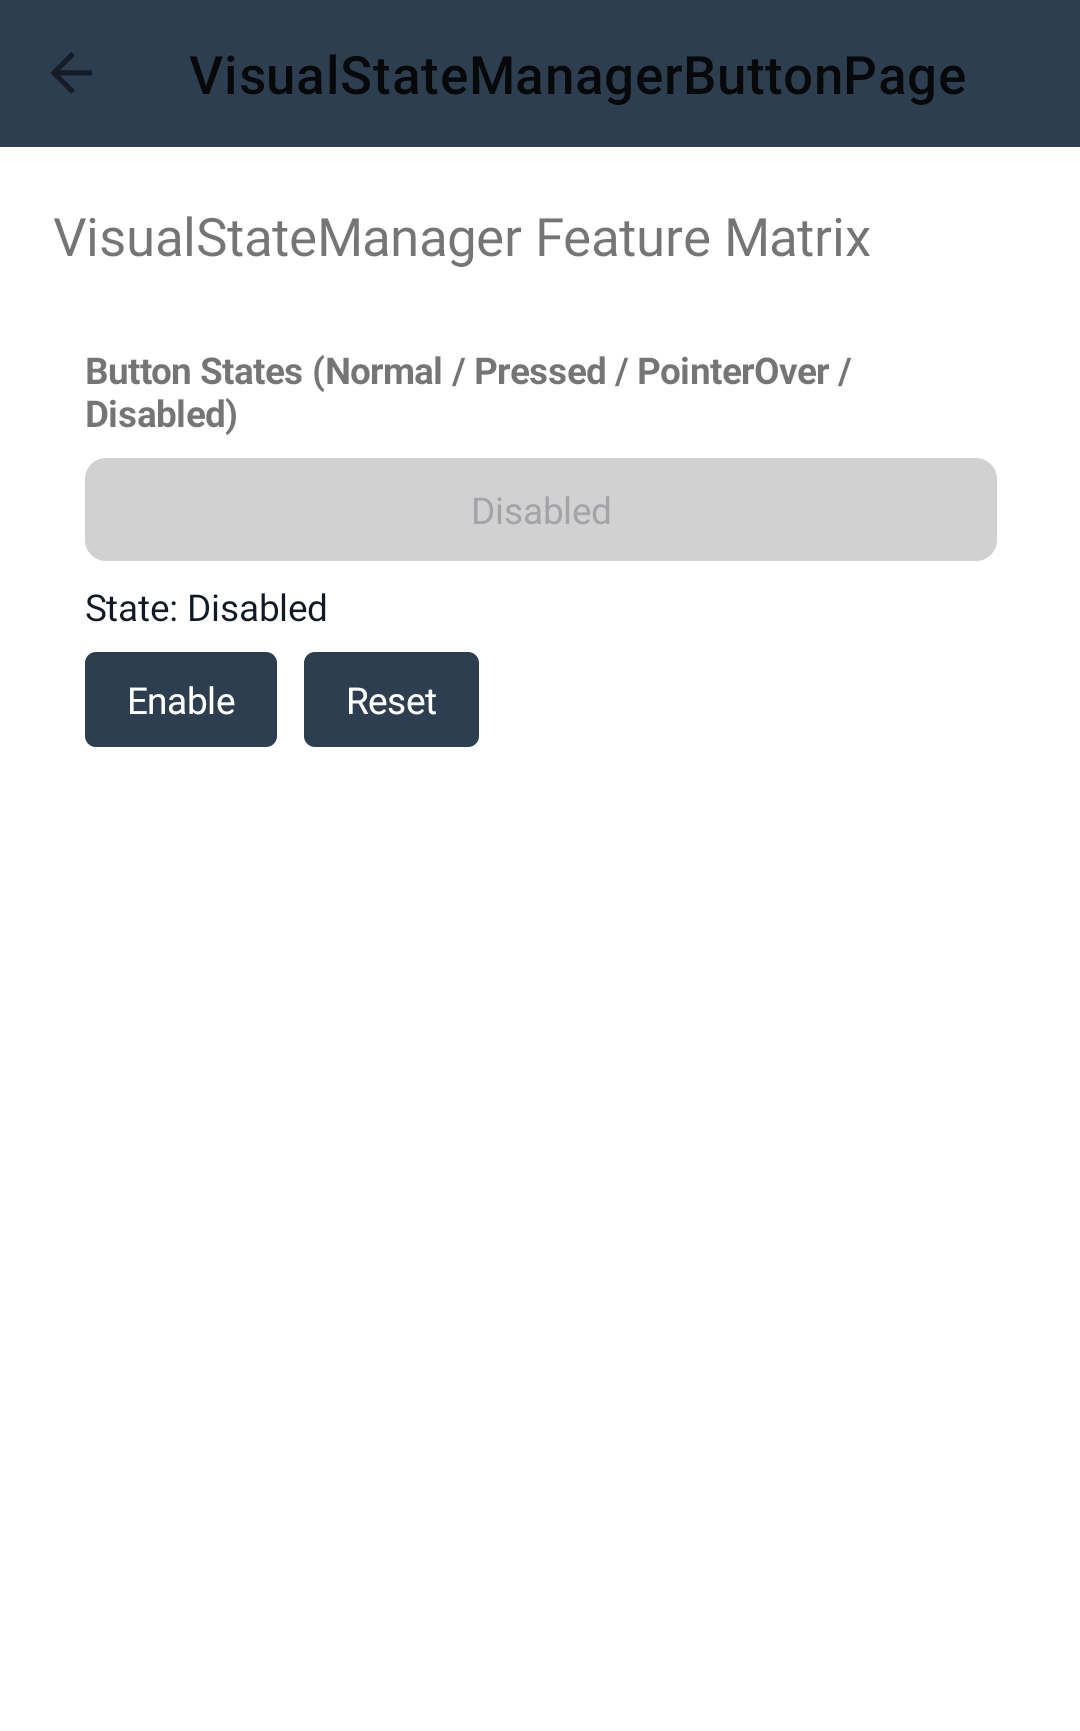 VisualStateManagerButtonPage
VisualStateManager Feature Matrix
Button States (Normal / Pressed / PointerOver /
Disabled)
Disabled
State: Disabled
Enable Reset